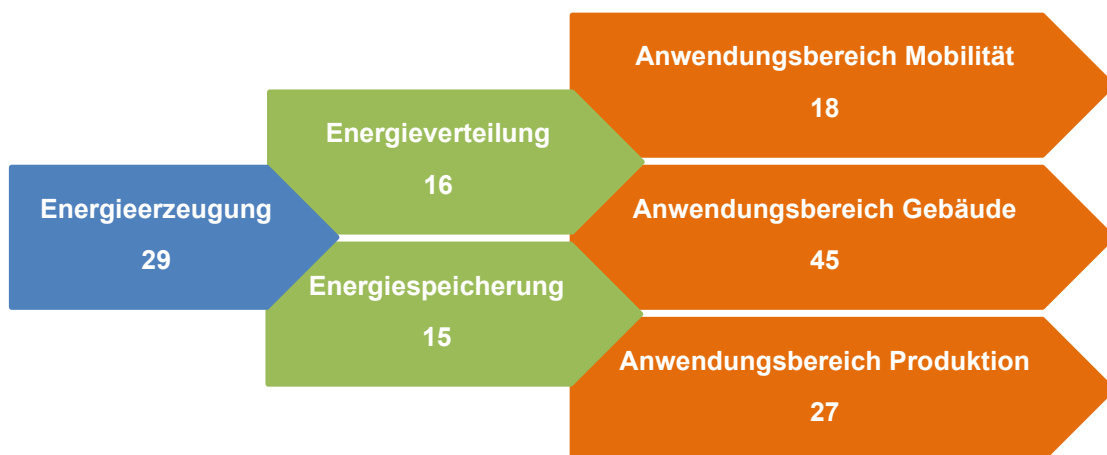 Energieerzeugung
29
Energieverteilung
16
Energiespeicherung
15
Anwendungsbereich Mobilität
18
Anwendungsbereich Gebäude
45
Anwendungsbereich Produktion
27